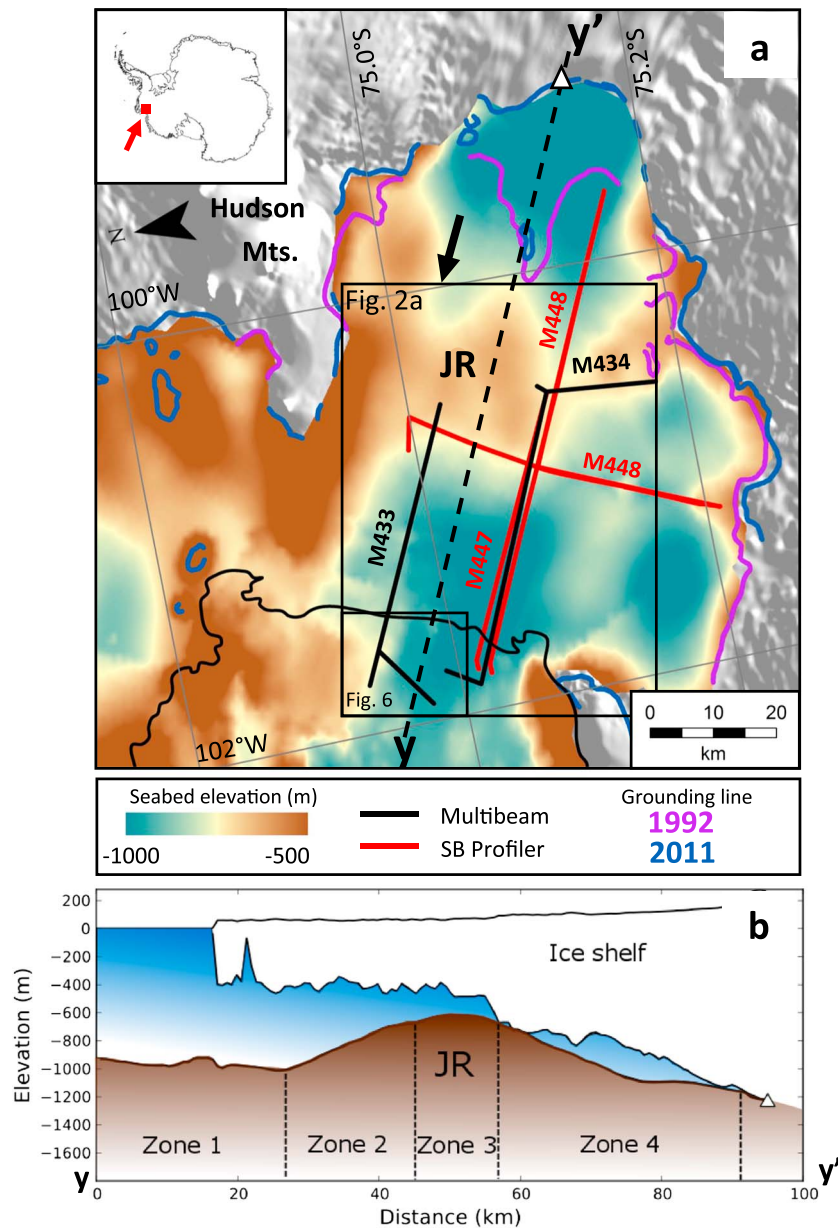 a
y'
75.0°S
75.2°S
N
Hudson
Mts.
100°W
Fig. 2a
JR
M448
M434
M448
M433
M447
Fig. 6
102°W
y
0 10 20
km
Seabed elevation (m)
-1000 -500
Multibeam
SB Profiler
Grounding line
1992
2011
b
Elevation (m)
200
0
−200
−400
−600
−800
−1000
−1200
−1400
−1600
Ice shelf
JR
Zone 1 Zone 2 Zone 3 Zone 4
y y'
0 20 40 60 80 100
Distance (km)